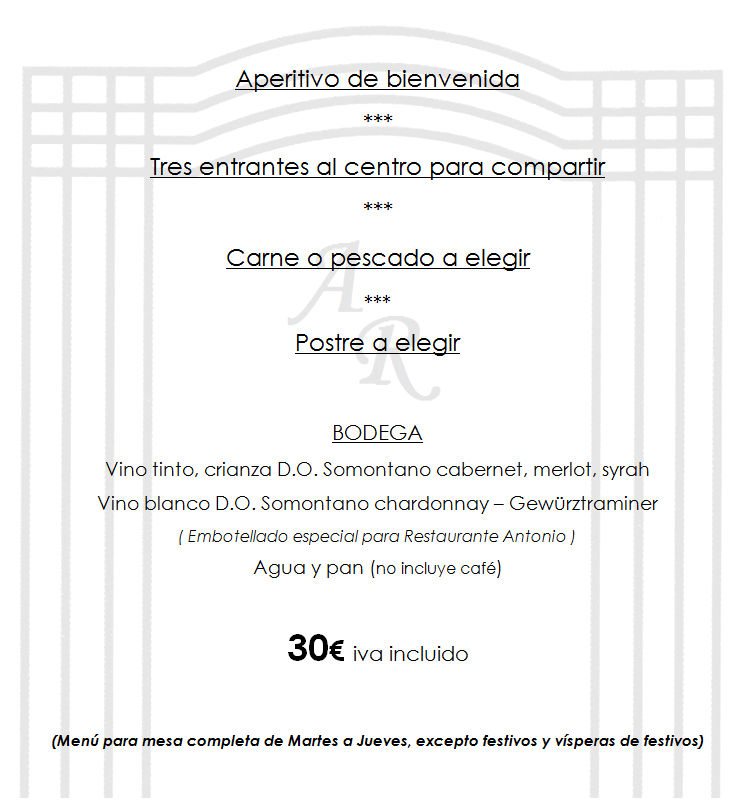 Aperitivo de bienvenida
***
Tres entrantes al centro para compartir
***
Carne o pescado a elegir
***
Postre a elegir
AR
BODEGA
Vino tinto, crianza D.O. Somontano cabernet, merlot, syrah
Vino blanco D.O. Somontano chardonnay – Gewürztraminer
( Embotellado especial para Restaurante Antonio )
Agua y pan (no incluye café)
30€ iva incluido
(Menú para mesa completa de Martes a Jueves, excepto festivos y vísperas de festivos)